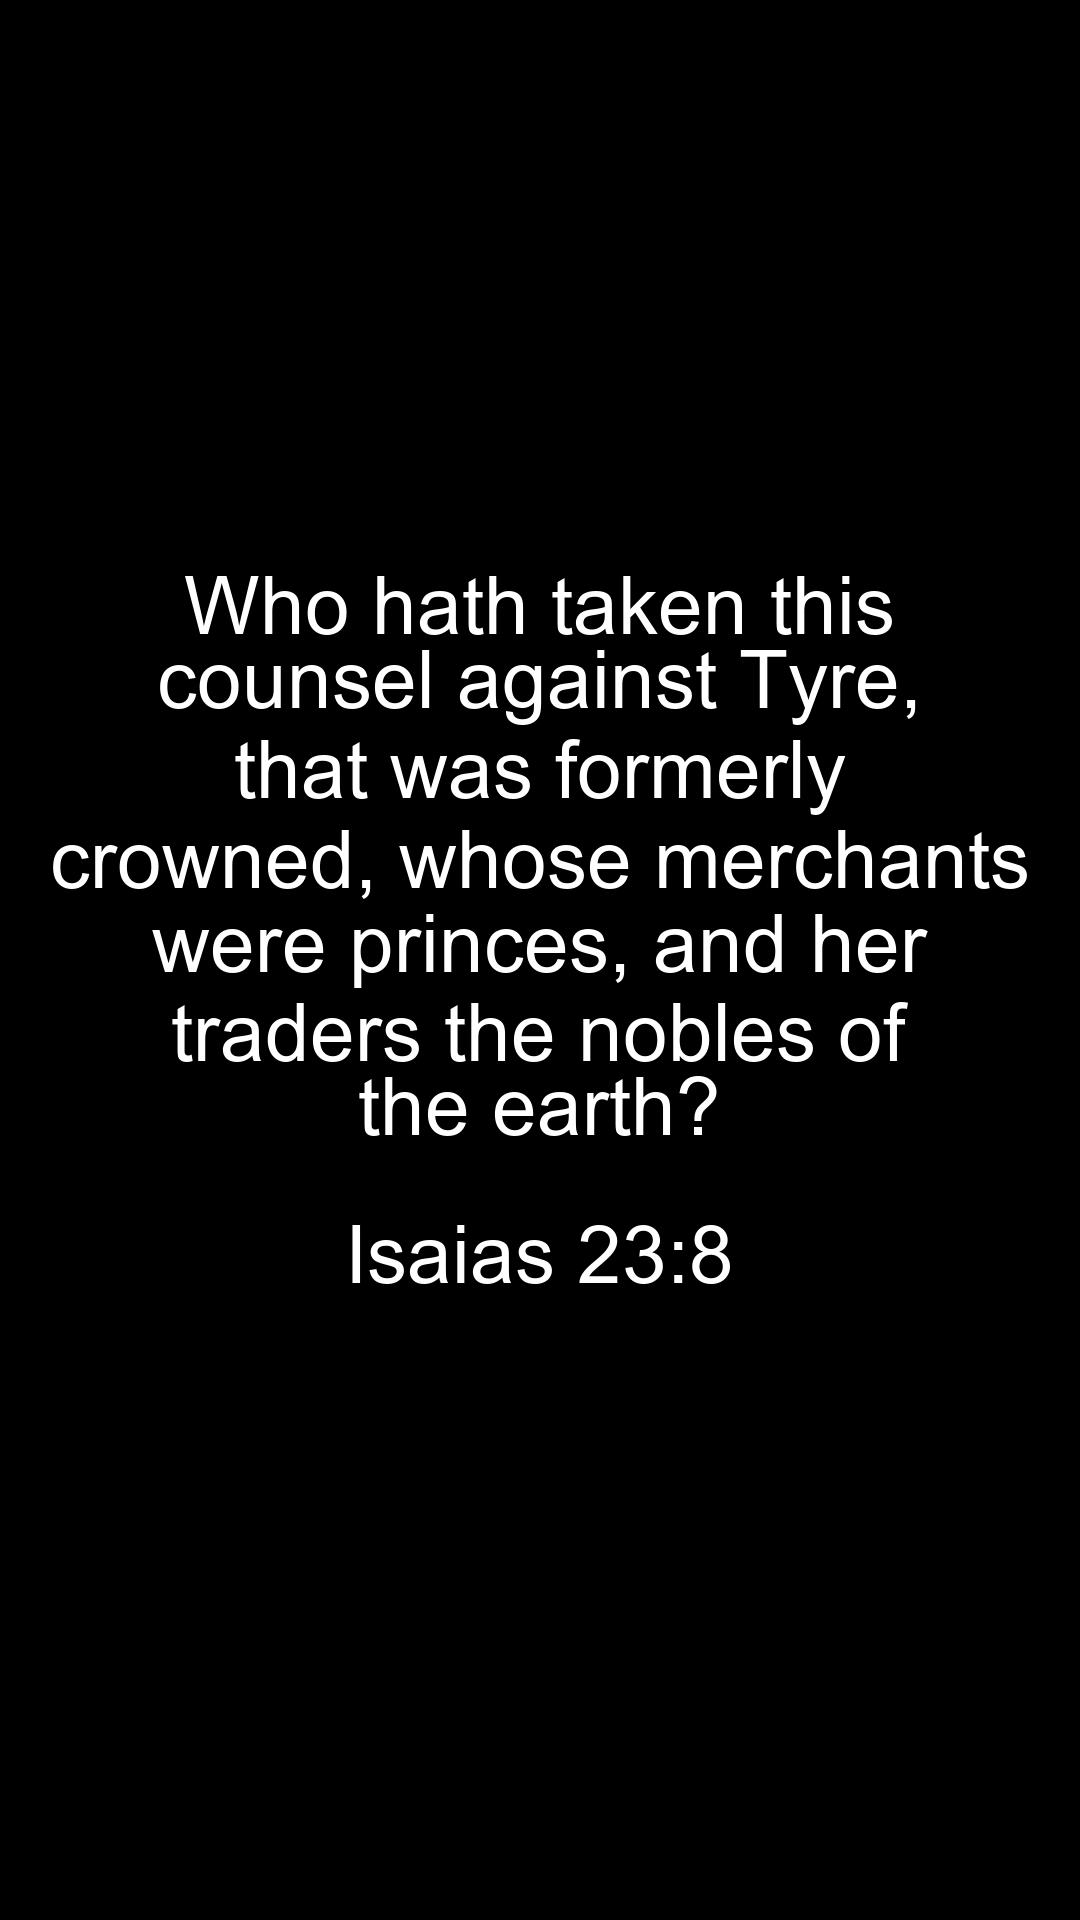 Who hath taken this
counsel against Tyre,
that was formerly
crowned, whose merchants
were princes, and her
traders the nobles of
the earth?
Isaias 23:8